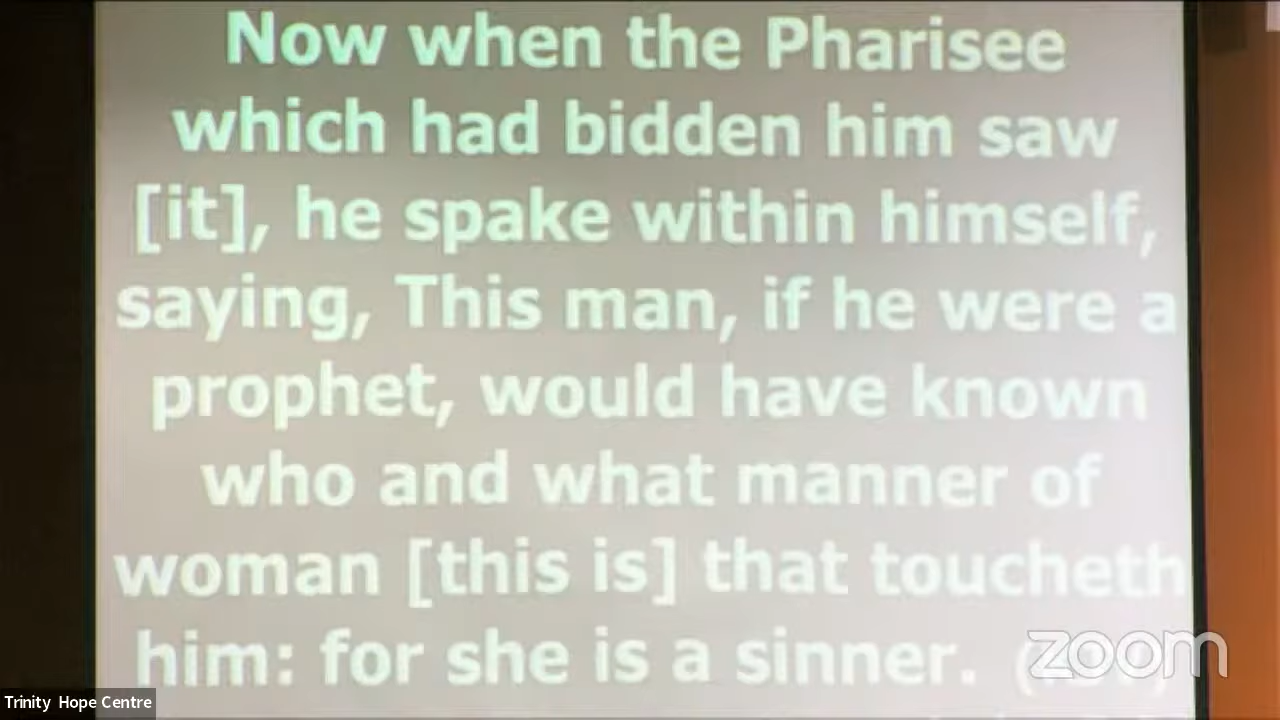 Now when the Pharisee
which had bidden him saw
[it], he spake within himself,
saying, This man, if he were a
prophet, would have known
who and what manner of
woman [this is] that toucheth
him: for she is a sinner.
zoom
Trinity Hope Centre